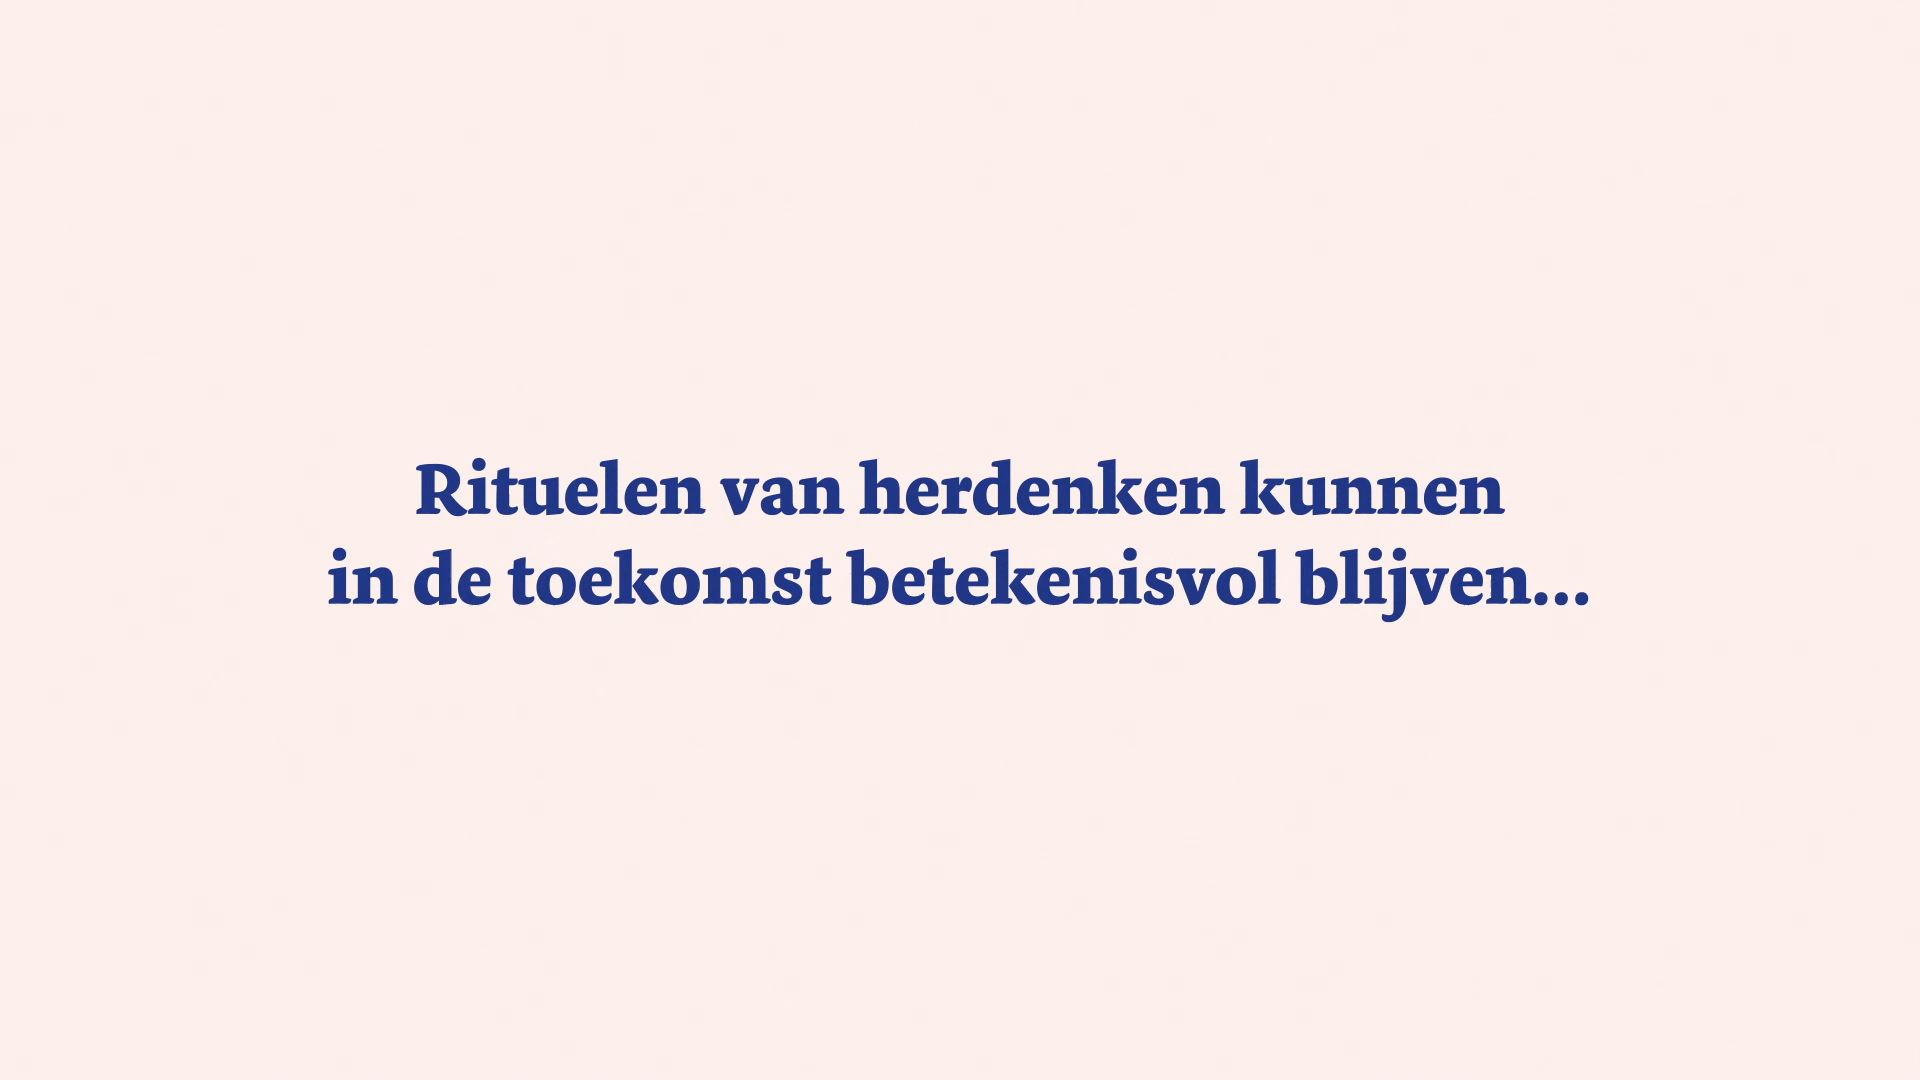 Rituelen van herdenken kunnen
in de toekomst betekenisvol blijven...